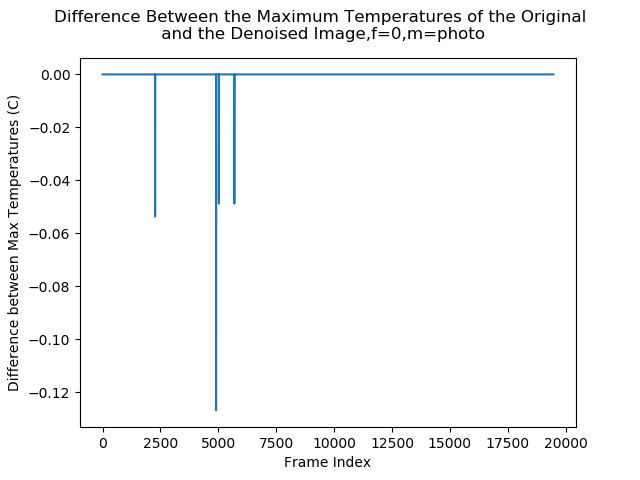 Difference Between the Maximum Temperatures of the Original
and the Denoised Image,f=0,m=photo
Difference between Max Temperatures (C)
0.00
−0.02
−0.04
−0.06
−0.08
−0.10
−0.12
0 2500 5000 7500 10000 12500 15000 17500 20000
Frame Index